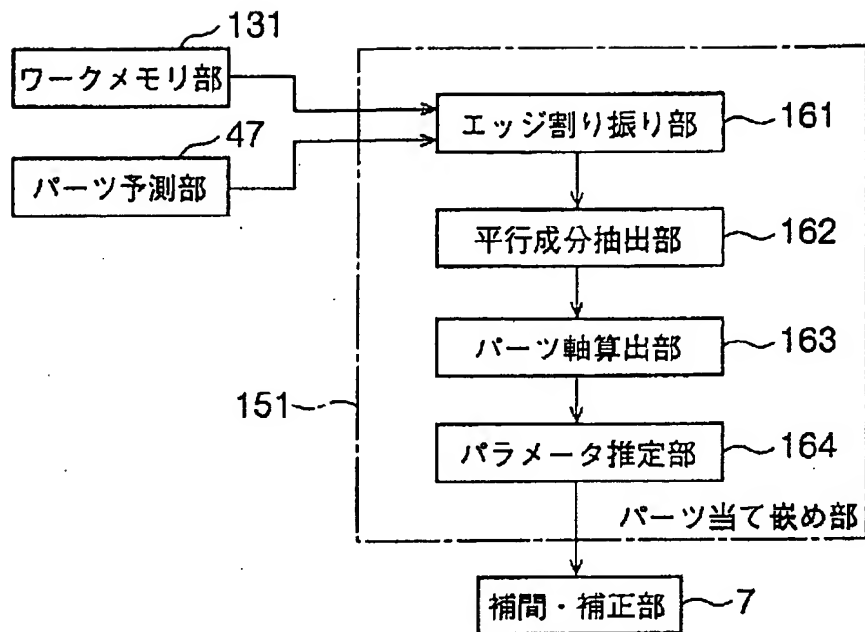 131
ワークメモリ部
47
パーツ予測部
エッジ割り振り部
161
平行成分抽出部
162
パーツ軸算出部
163
151
パラメータ推定部
164
パーツ当て嵌め部
補間・補正部
7